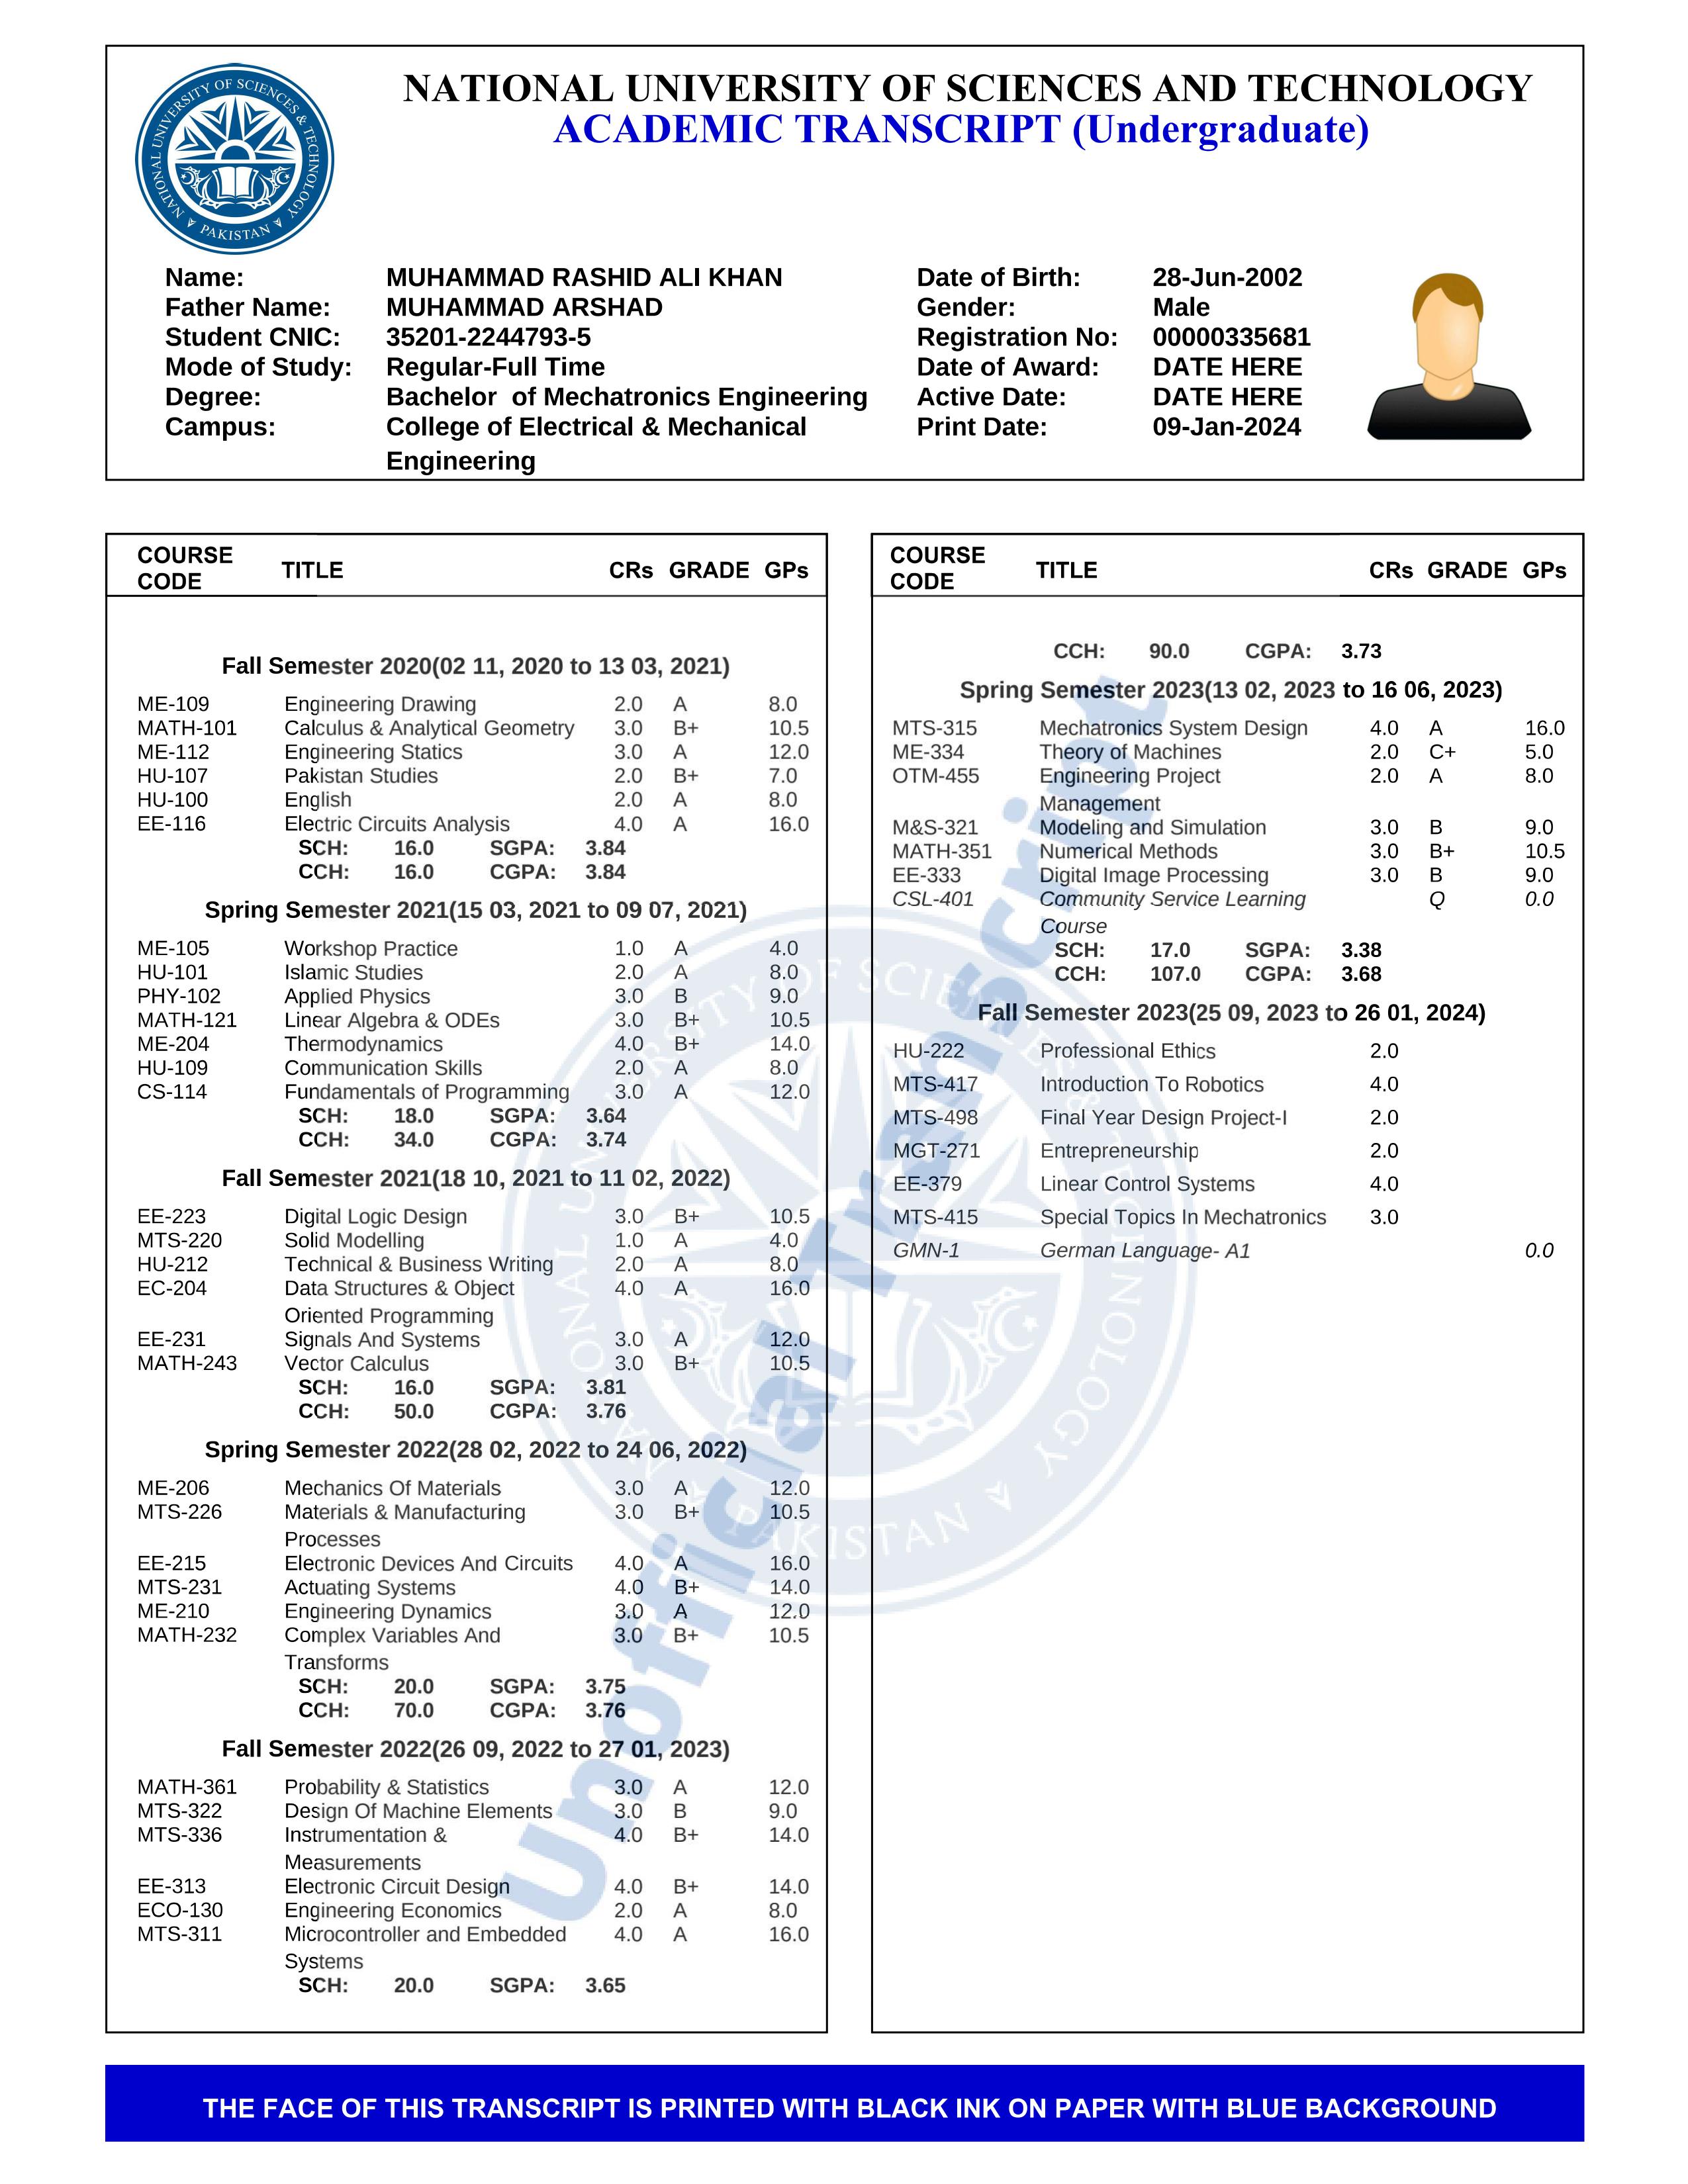 NATIONAL UNIVERSITY OF SCIENCES & TECHNOLOGY
PAKISTAN
NATIONAL UNIVERSITY OF SCIENCES AND TECHNOLOGY
ACADEMIC TRANSCRIPT (Undergraduate)
Name: MUHAMMAD RASHID ALI KHAN Date of Birth: 28-Jun-2002
Father Name: MUHAMMAD ARSHAD Gender: Male
Student CNIC: 35201-2244793-5 Registration No: 00000335681
Mode of Study: Regular-Full Time Date of Award: DATE HERE
Degree: Bachelor of Mechatronics Engineering Active Date: DATE HERE
Campus: College of Electrical & Mechanical Print Date: 09-Jan-2024
Engineering
COURSE
CODE TITLE CRs GRADE GPs
Fall Semester 2020(02 11, 2020 to 13 03, 2021)
ME-109 Engineering Drawing 2.0 A 8.0
MATH-101 Calculus & Analytical Geometry 3.0 B+ 10.5
ME-112 Engineering Statics 3.0 A 12.0
HU-107 Pakistan Studies 2.0 B+ 7.0
HU-100 English 2.0 A 8.0
EE-116 Electric Circuits Analysis 4.0 A 16.0
SCH: 16.0 SGPA: 3.84
CCH: 16.0 CGPA: 3.84
Spring Semester 2021(15 03, 2021 to 09 07, 2021)
ME-105 Workshop Practice 1.0 A 4.0
HU-101 Islamic Studies 2.0 A 8.0
PHY-102 Applied Physics 3.0 B 9.0
MATH-121 Linear Algebra & ODEs 3.0 B+ 10.5
ME-204 Thermodynamics 4.0 B+ 14.0
HU-109 Communication Skills 2.0 A 8.0
CS-114 Fundamentals of Programming 3.0 A 12.0
SCH: 18.0 SGPA: 3.64
CCH: 34.0 CGPA: 3.74
Fall Semester 2021(18 10, 2021 to 11 02, 2022)
EE-223 Digital Logic Design 3.0 B+ 10.5
MTS-220 Solid Modelling 1.0 A 4.0
HU-212 Technical & Business Writing 2.0 A 8.0
EC-204 Data Structures & Object 4.0 A 16.0
Oriented Programming
EE-231 Signals And Systems 3.0 A 12.0
MATH-243 Vector Calculus 3.0 B+ 10.5
SCH: 16.0 SGPA: 3.81
CCH: 50.0 CGPA: 3.76
Spring Semester 2022(28 02, 2022 to 24 06, 2022)
ME-206 Mechanics Of Materials 3.0 A 12.0
MTS-226 Materials & Manufacturing 3.0 B+ 10.5
Processes
EE-215 Electronic Devices And Circuits 4.0 A 16.0
MTS-231 Actuating Systems 4.0 B+ 14.0
ME-210 Engineering Dynamics 3.0 A 12.0
MATH-232 Complex Variables And 3.0 B+ 10.5
Transforms
SCH: 20.0 SGPA: 3.75
CCH: 70.0 CGPA: 3.76
Fall Semester 2022(26 09, 2022 to 27 01, 2023)
MATH-361 Probability & Statistics 3.0 A 12.0
MTS-322 Design Of Machine Elements 3.0 B 9.0
MTS-336 Instrumentation & 4.0 B+ 14.0
Measurements
EE-313 Electronic Circuit Design 4.0 B+ 14.0
ECO-130 Engineering Economics 2.0 A 8.0
MTS-311 Microcontroller and Embedded 4.0 A 16.0
Systems
SCH: 20.0 SGPA: 3.65
COURSE
CODE TITLE CRs GRADE GPs
CCH: 90.0 CGPA: 3.73
Spring Semester 2023(13 02, 2023 to 16 06, 2023)
MTS-315 Mechatronics System Design 4.0 A 16.0
ME-334 Theory of Machines 2.0 C+ 5.0
OTM-455 Engineering Project 2.0 A 8.0
Management
M&S-321 Modeling and Simulation 3.0 B 9.0
MATH-351 Numerical Methods 3.0 B+ 10.5
EE-333 Digital Image Processing 3.0 B 9.0
CSL-401 Community Service Learning Q 0.0
Course
SCH: 17.0 SGPA: 3.38
CCH: 107.0 CGPA: 3.68
Fall Semester 2023(25 09, 2023 to 26 01, 2024)
HU-222 Professional Ethics 2.0
MTS-417 Introduction To Robotics 4.0
MTS-498 Final Year Design Project-I 2.0
MGT-271 Entrepreneurship 2.0
EE-379 Linear Control Systems 4.0
MTS-415 Special Topics In Mechatronics 3.0
GMN-1 German Language- A1 0.0
Unofficial Transcript
NATIONAL UNIVERSITY OF SCIENCES & TECHNOLOGY
PAKISTAN
THE FACE OF THIS TRANSCRIPT IS PRINTED WITH BLACK INK ON PAPER WITH BLUE BACKGROUND